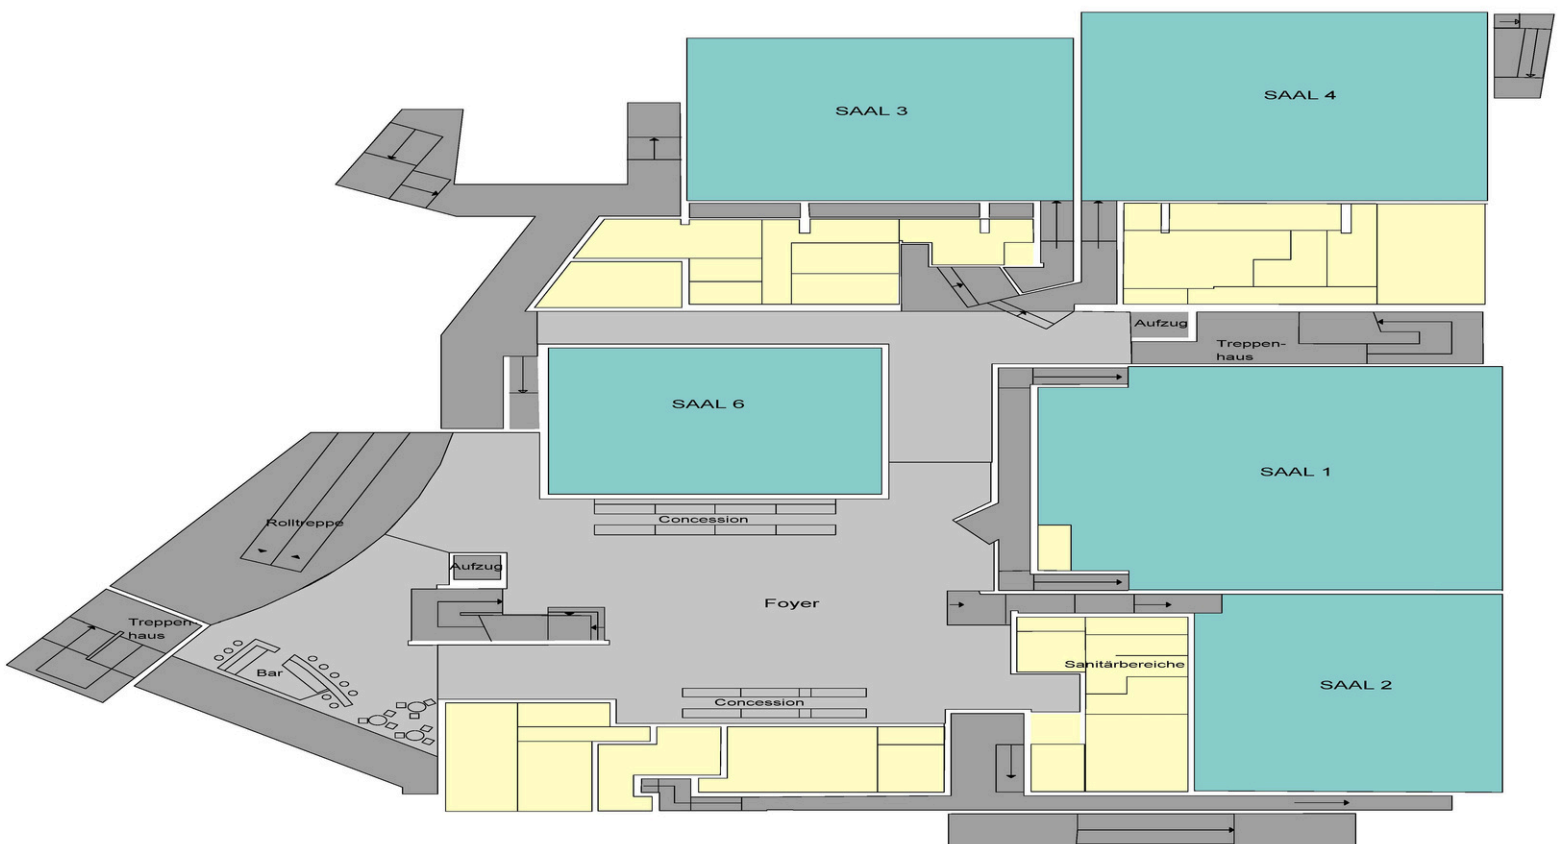 SAAL 4
SAAL 3
Aufzug
Treppen-
haus
SAAL 6
SAAL 1
Rolltreppe
Concession
Aufzug
Foyer
Treppen
haus
Sanitärbereiche
Bar
SAAL 2
Concession